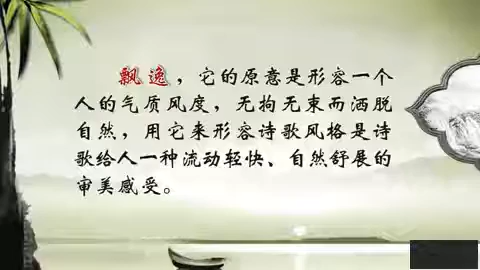 飘逸，它的原意是形容一个
人的气质风度，无拘无束而洒脱
自然，用它来形容诗歌风格是诗
歌给人一种流动轻快、自然舒展的
审美感受。